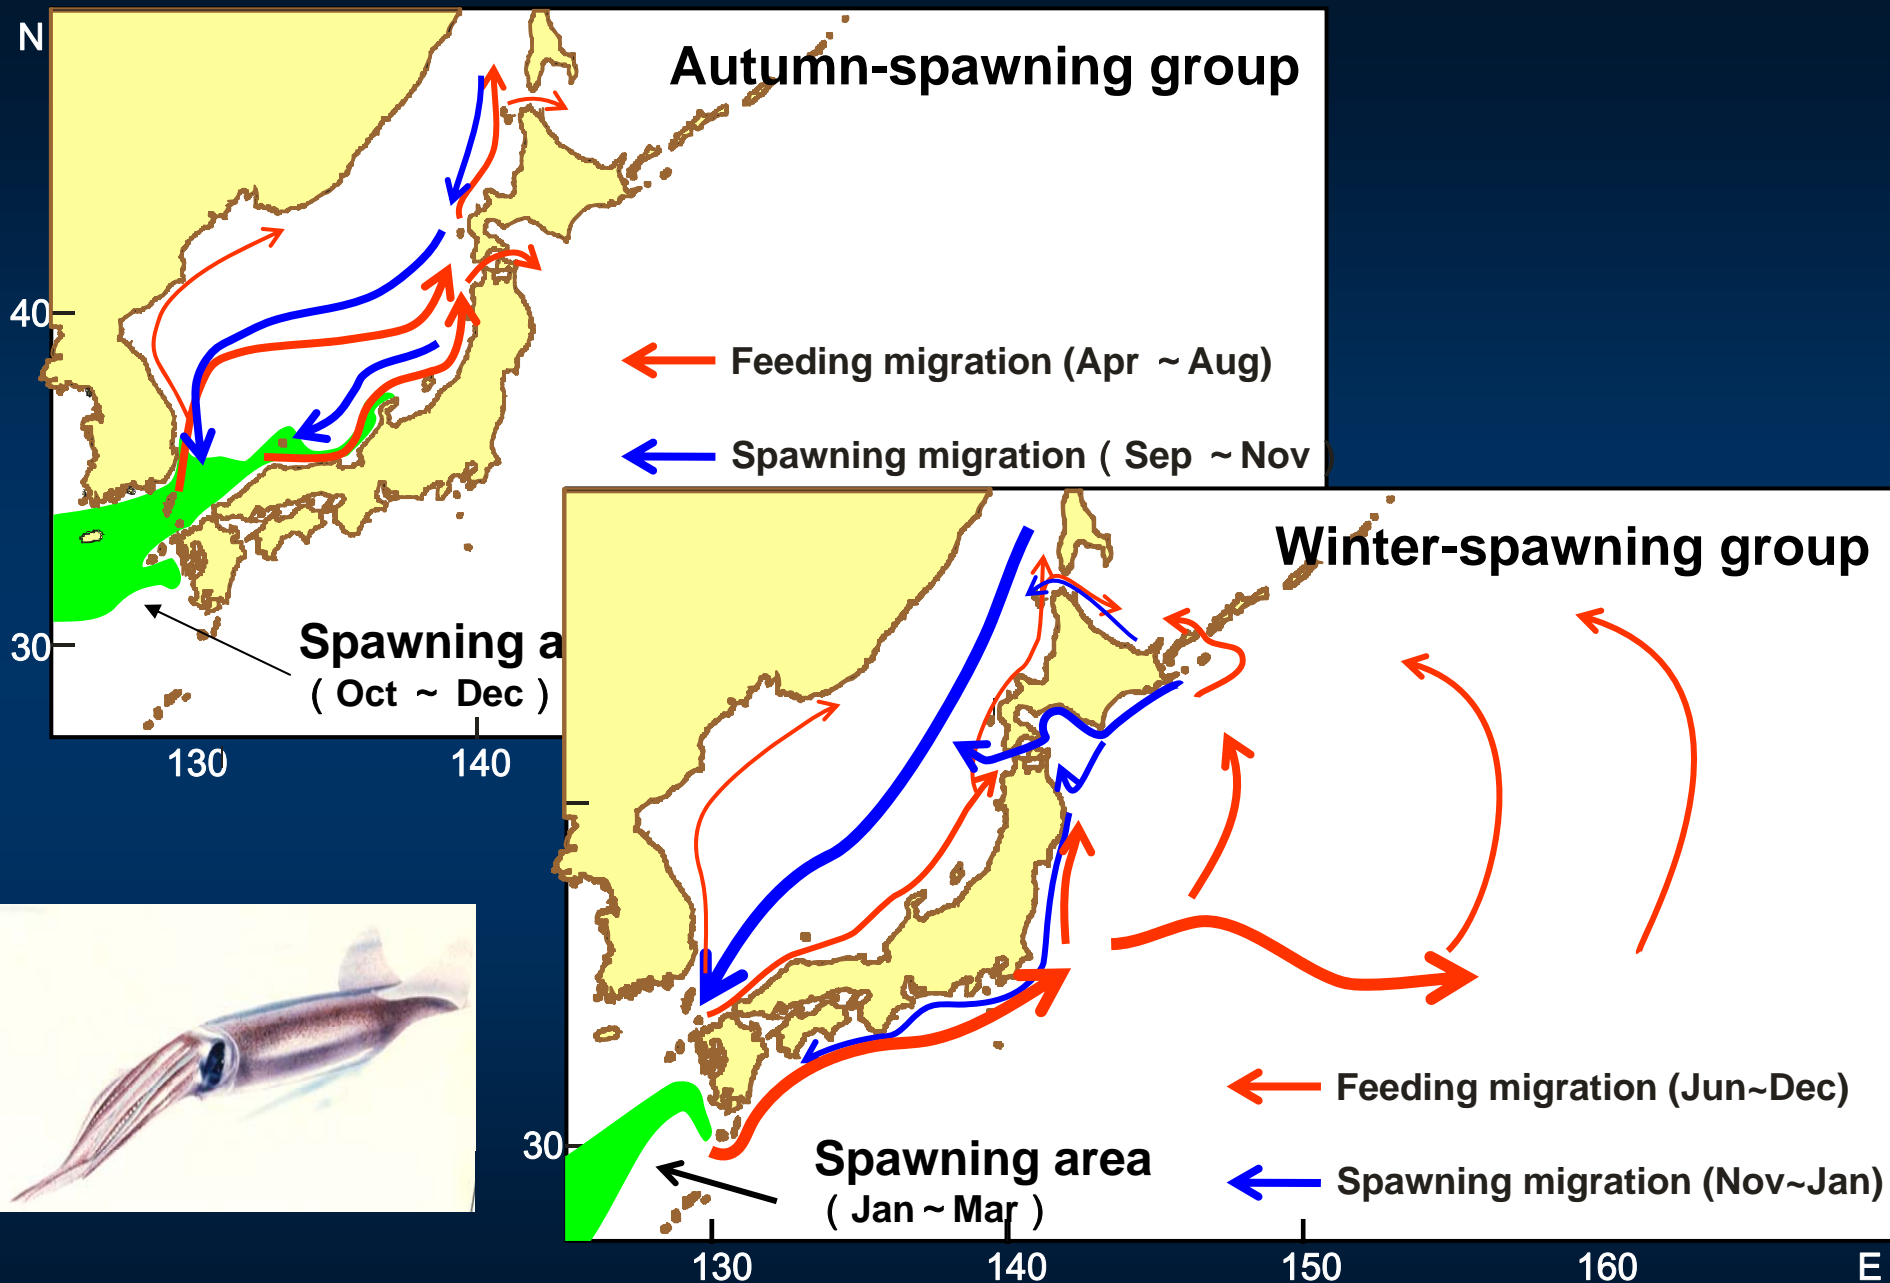 N
Autumn-spawning group
40
Feeding migration (Apr ~ Aug)
Spawning migration ( Sep ~ Nov )
30
Spawning a
( Oct ~ Dec )
130 140
Winter-spawning group
Feeding migration (Jun~Dec)
30
Spawning area
( Jan ~ Mar )
Spawning migration (Nov~Jan)
130 140 150 160 E